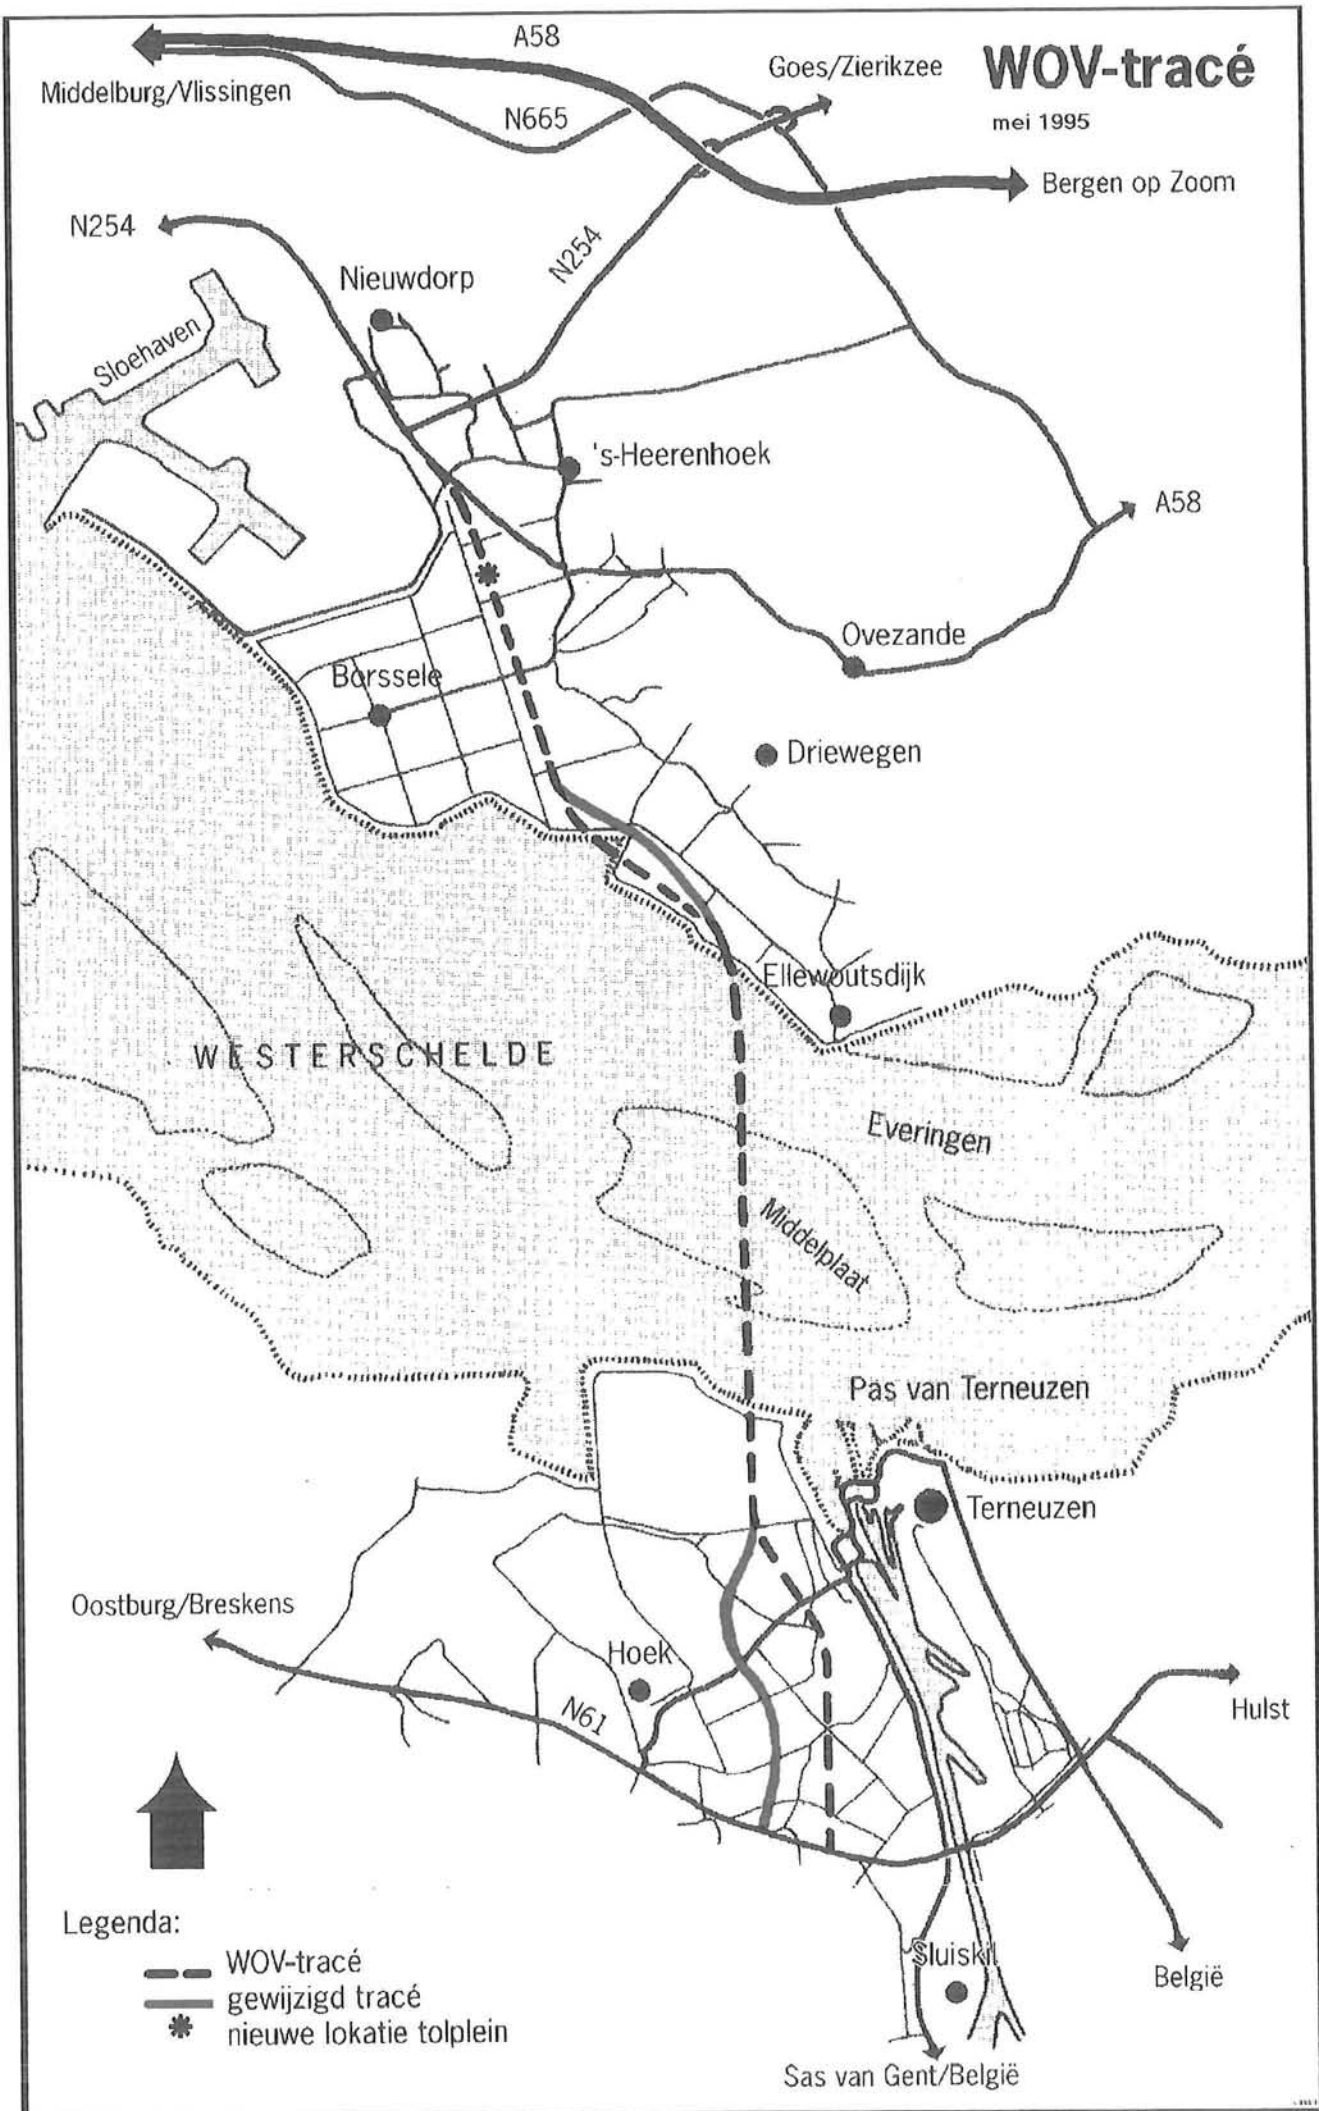 A58
WOV-tracé
Goes/Zierikzee
Middelburg/Vlissingen
mei 1995
N665
Bergen op Zoom
N254
N254
Nieuwdorp
Sloehaven
's-Heerenhoek
A58
Ovezande
Borssele
Driewegen
Ellewoutsdijk
WESTERSCHELDE
Everingen
Middelplaat
Pas van Terneuzen
Terneuzen
Oostburg/Breskens
Hoek
Hulst
N61
Legenda:
WOV-tracé
gewijzigd tracé
nieuwe lokatie tolplein
Sluiskil
België
Sas van Gent/België